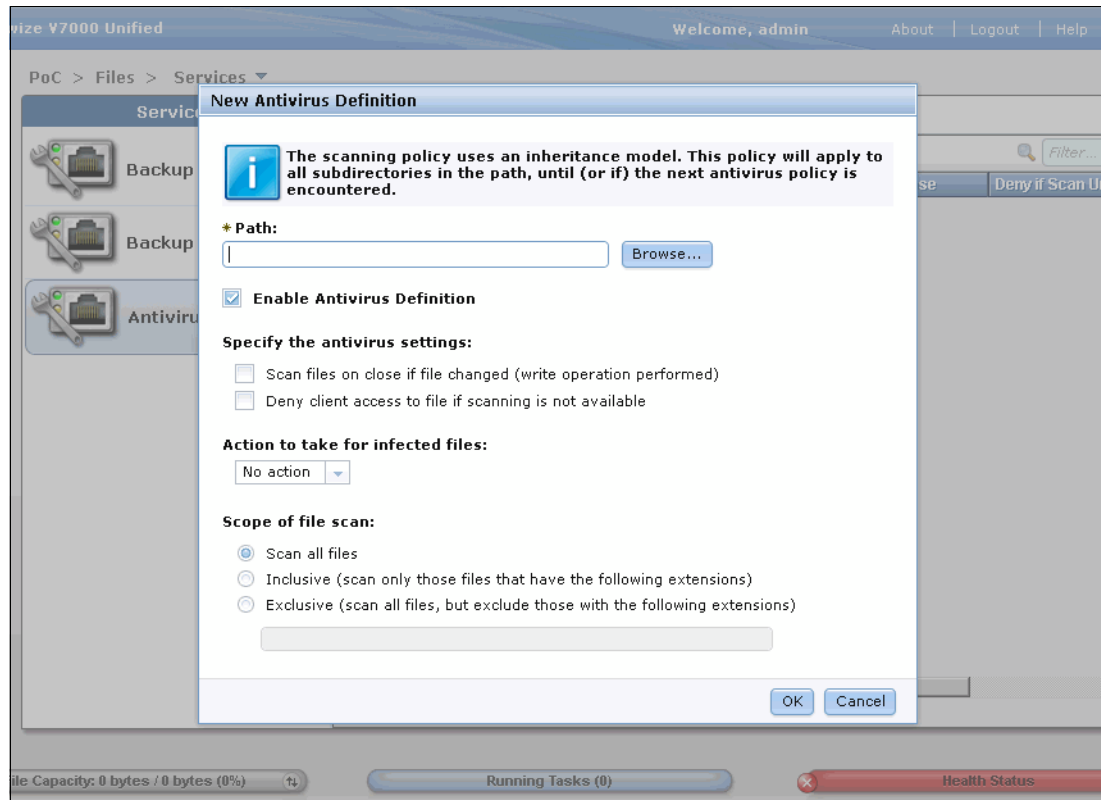 vize V7000 Unified
Welcome, admin
About | Logout | Help
PoC > Files > Services
New Antivirus Definition
The scanning policy uses an inheritance model. This policy will apply to
all subdirectories in the path, until (or if) the next antivirus policy is
encountered.
Backup
Filter...
Deny if Scan
* Path:
Browse...
Backup
Enable Antivirus Definition
Antiviru
Specify the antivirus settings:
Scan files on close if file changed (write operation performed)
Deny client access to file if scanning is not available
Action to take for infected files:
No action
Scope of file scan:
Scan all files
Inclusive (scan only those files that have the following extensions)
Exclusive (scan all files, but exclude those with the following extensions)
OK
Cancel
ile Capacity: 0 bytes / 0 bytes (0%)
Running Tasks (0)
Health Status